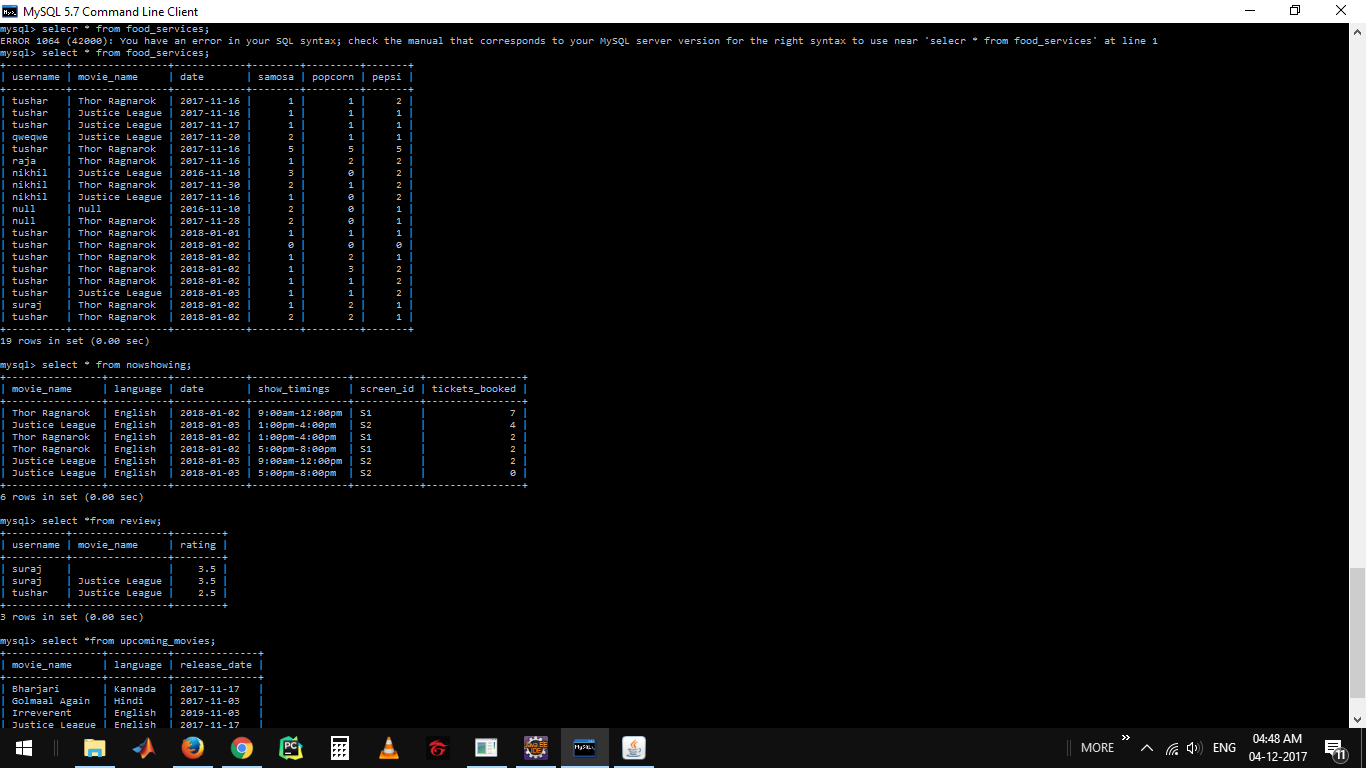 MySQL 5.7 Command Line Client
mysql> selecr * from food_services;
ERROR 1064 (42000): You have an error in your SQL syntax; check the manual that corresponds to your MySQL server version for the right syntax to use near 'selecr * from food_services' at line 1
mysql> select * from food_services;
+----------+----------------+------------+--------+---------+-------+
| username | movie_name     | date       | samosa | popcorn | pepsi |
+----------+----------------+------------+--------+---------+-------+
| tushar   | Thor Ragnarok  | 2017-11-16 |      1 |       1 |     2 |
| tushar   | Justice League | 2017-11-16 |      1 |       1 |     1 |
| tushar   | Justice League | 2017-11-17 |      1 |       1 |     1 |
| qweqwe   | Justice League | 2017-11-20 |      2 |       1 |     1 |
| tushar   | Thor Ragnarok  | 2017-11-16 |      5 |       5 |     5 |
| raja     | Thor Ragnarok  | 2017-11-16 |      1 |       2 |     2 |
| nikhil   | Justice League | 2016-11-10 |      3 |       0 |     2 |
| nikhil   | Thor Ragnarok  | 2017-11-30 |      2 |       1 |     2 |
| nikhil   | Justice League | 2017-11-16 |      1 |       0 |     2 |
| null     | null           | 2016-11-10 |      2 |       0 |     1 |
| null     | Thor Ragnarok  | 2017-11-28 |      2 |       0 |     1 |
| tushar   | Thor Ragnarok  | 2018-01-01 |      1 |       1 |     1 |
| tushar   | Thor Ragnarok  | 2018-01-02 |      0 |       0 |     0 |
| tushar   | Thor Ragnarok  | 2018-01-02 |      1 |       2 |     1 |
| tushar   | Thor Ragnarok  | 2018-01-02 |      1 |       3 |     2 |
| tushar   | Thor Ragnarok  | 2018-01-02 |      1 |       1 |     2 |
| tushar   | Justice League | 2018-01-03 |      1 |       1 |     2 |
| suraj    | Thor Ragnarok  | 2018-01-02 |      1 |       2 |     1 |
| tushar   | Thor Ragnarok  | 2018-01-02 |      2 |       2 |     1 |
+----------+----------------+------------+--------+---------+-------+
19 rows in set (0.00 sec)
mysql> select * from nowshowing;
+----------------+----------+------------+----------------+-----------+----------------+
| movie_name     | language | date       | show_timings   | screen_id | tickets_booked |
+----------------+----------+------------+----------------+-----------+----------------+
| Thor Ragnarok  | English  | 2018-01-02 | 9:00am-12:00pm | S1        |              7 |
| Justice League | English  | 2018-01-03 | 1:00pm-4:00pm  | S2        |              4 |
| Thor Ragnarok  | English  | 2018-01-02 | 1:00pm-4:00pm  | S1        |              2 |
| Thor Ragnarok  | English  | 2018-01-02 | 5:00pm-8:00pm  | S1        |              2 |
| Justice League | English  | 2018-01-03 | 9:00am-12:00pm | S2        |              2 |
| Justice League | English  | 2018-01-03 | 5:00pm-8:00pm  | S2        |              0 |
+----------------+----------+------------+----------------+-----------+----------------+
6 rows in set (0.00 sec)
mysql> select *from review;
+----------+----------------+--------+
| username | movie_name     | rating |
+----------+----------------+--------+
| suraj    |                |    3.5 |
| suraj    | Justice League |    3.5 |
| tushar   | Justice League |    2.5 |
+----------+----------------+--------+
3 rows in set (0.00 sec)
mysql> select *from upcoming_movies;
+----------------+----------+--------------+
| movie_name     | language | release_date |
+----------------+----------+--------------+
| Bharjari       | Kannada  | 2017-11-17   |
| Golmaal Again  | Hindi    | 2017-11-03   |
| Irreverent     | English  | 2019-11-03   |
| Justice League | English  | 2017-11-17   |
PC
JAVA EE
IDE
MySQL
MORE
ENG
04:48 AM
04-12-2017
11